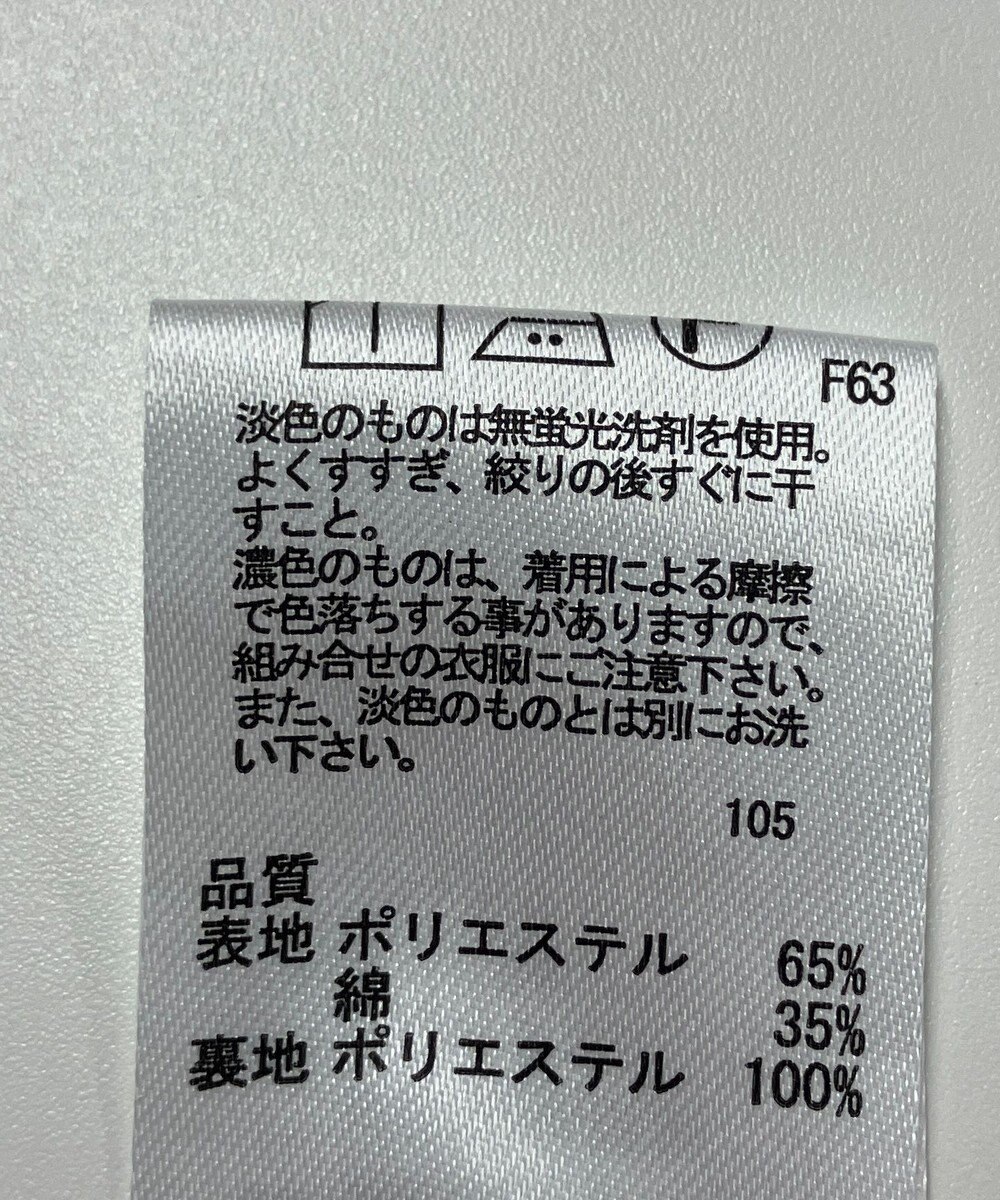 F63
淡色のものは無蛍光洗剤を使用。
よくすすぎ、絞りの後すぐに干
すこと。
濃色のものは、着用による摩擦
で色落ちする事がありますので、
組み合せの衣服にご注意下さい。
また、淡色のものとは別にお洗
い下さい。
105
品質
表地 ポリエステル 65%
綿 35%
裏地 ポリエステル 100%